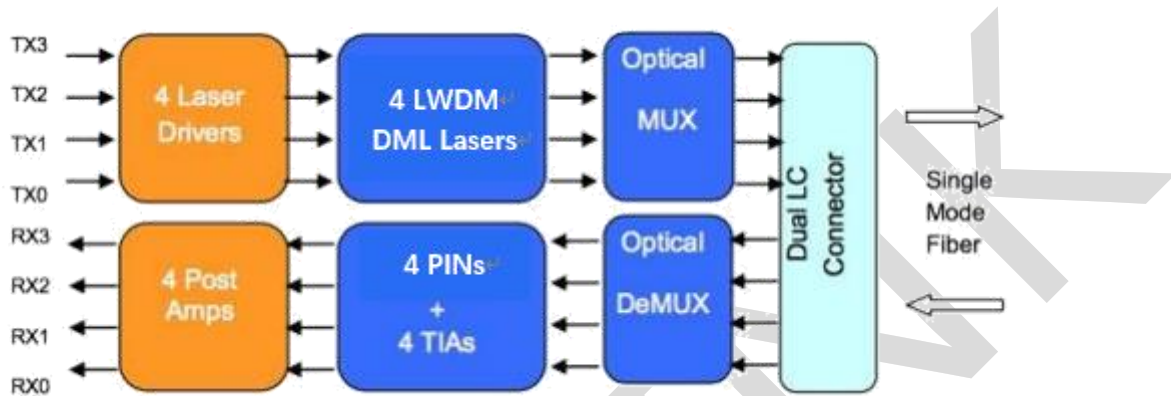 TX3
TX2
TX1
TX0
4 Laser
Drivers
4 LWDM↵
DML Lasers↵
Optical
MUX
Dual LC
Connector
Single
Mode
Fiber
RX3
RX2
RX1
RX0
4 Post
Amps
4 PINs↵
+
4 TIAs
Optical
DeMUX